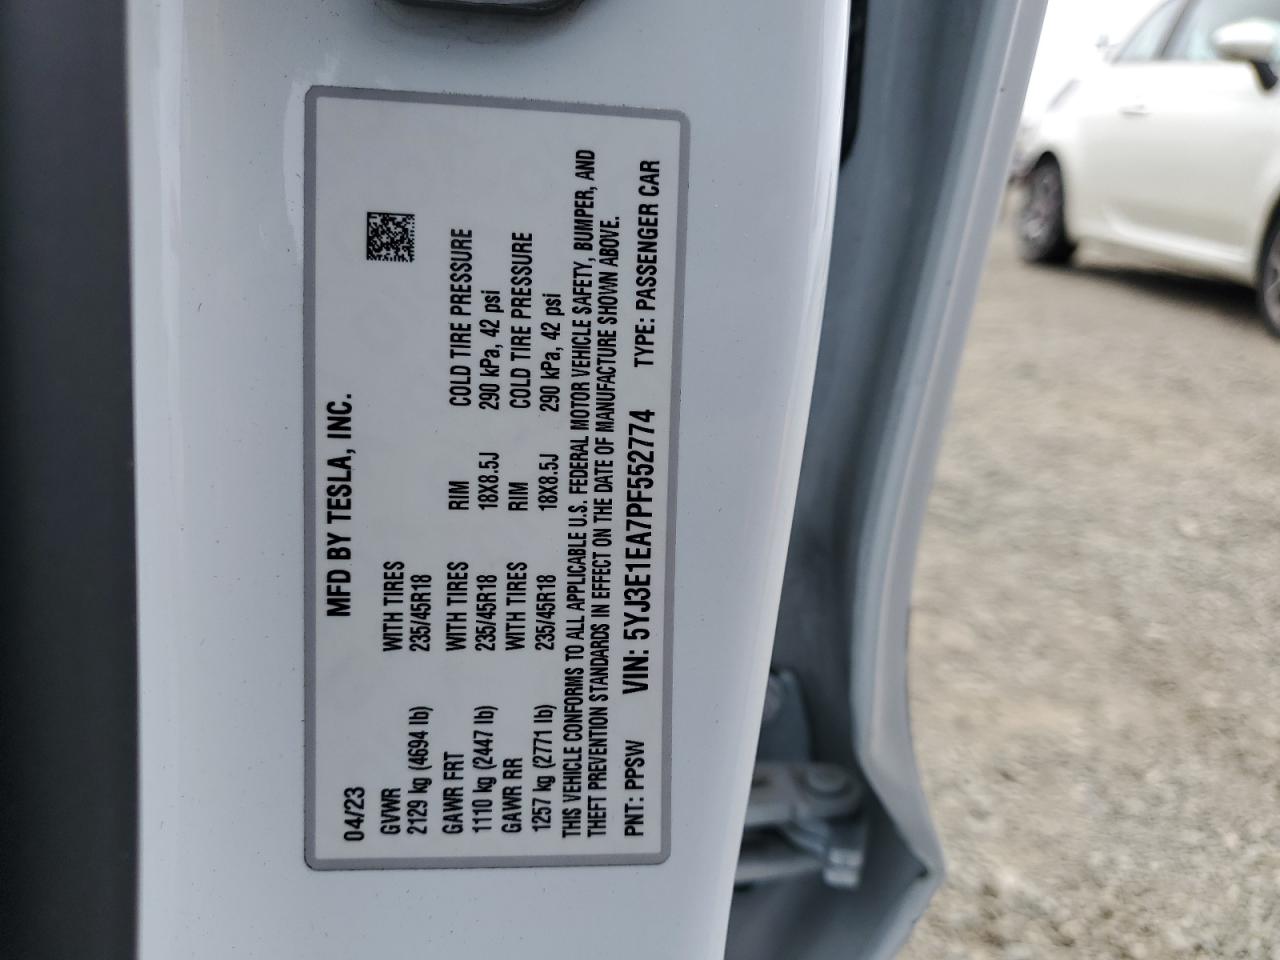 MFD BY TESLA, INC.
04/23
GVWR WITH TIRES
2129 kg (4694 lb) 235/45R18
GAWR FRT WITH TIRES RIM COLD TIRE PRESSURE
1110 kg (2447 lb) 235/45R18 18X8.5J 290 kPa, 42 psi
GAWR RR WITH TIRES RIM COLD TIRE PRESSURE
1257 kg (2771 lb) 235/45R18 18X8.5J 290 kPa, 42 psi
THIS VEHICLE CONFORMS TO ALL APPLICABLE U.S. FEDERAL MOTOR VEHICLE SAFETY, BUMPER, AND
THEFT PREVENTION STANDARDS IN EFFECT ON THE DATE OF MANUFACTURE SHOWN ABOVE.
PNT: PPSW VIN: 5YJ3E1EA7PF552774 TYPE: PASSENGER CAR